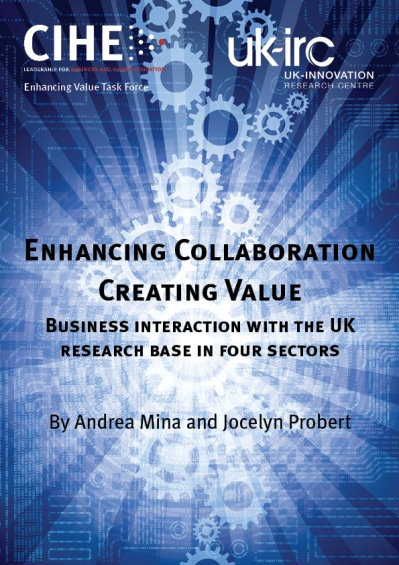 CIHE
LEADERSHIP FOR BUSINESS AND HIGHER EDUCATION
Enhancing Value Task Force
uk-irc
UK-INNOVATION
RESEARCH CENTRE
ENHANCING COLLABORATION
CREATING VALUE
BUSINESS INTERACTION WITH THE UK
RESEARCH BASE IN FOUR SECTORS
By Andrea Mina and Jocelyn Probert